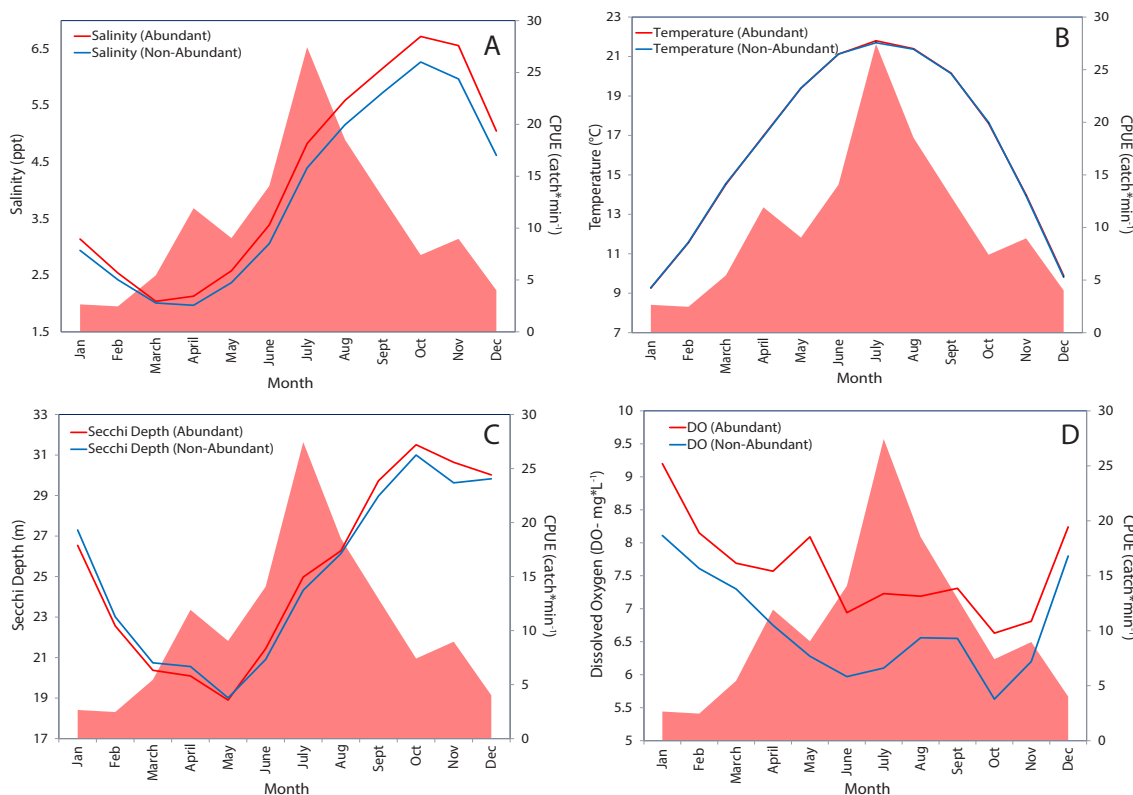 A
Salinity (Abundant)
Salinity (Non-Abundant)
Salinity (ppt)
6.5
5.5
4.5
3.5
2.5
1.5
30
25
20
15
10
5
0
CPUE (catch*min-1)
Jan
Feb
March
April
May
June
July
Aug
Sept
Oct
Nov
Dec
Month
B
Temperature (Abundant)
Temperature (Non-Abundant)
Temperature (°C)
23
21
19
17
15
13
11
9
7
30
25
20
15
10
5
0
CPUE (catch*min-1)
Jan
Feb
March
April
May
June
July
Aug
Sept
Oct
Nov
Dec
Month
C
Secchi Depth (Abundant)
Secchi Depth (Non-Abundant)
Secchi Depth (m)
33
31
29
27
25
23
21
19
17
30
25
20
15
10
5
0
CPUE (catch*min-1)
Jan
Feb
March
April
May
June
July
Aug
Sept
Oct
Nov
Dec
Month
D
DO (Abundant)
DO (Non-Abundant)
Dissolved Oxygen (DO- mg*L-1)
10
9.5
9
8.5
8
7.5
7
6.5
6
5.5
5
30
25
20
15
10
5
0
CPUE (catch*min-1)
Jan
Feb
March
April
May
June
July
Aug
Sept
Oct
Nov
Dec
Month